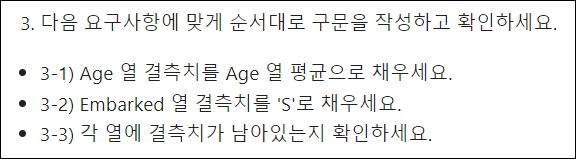 3. 다음 요구사항에 맞게 순서대로 구문을 작성하고 확인하세요.
• 3-1) Age 열 결측치를 Age 열 평균으로 채우세요.
• 3-2) Embarked 열 결측치를 'S'로 채우세요.
• 3-3) 각 열에 결측치가 남아있는지 확인하세요.